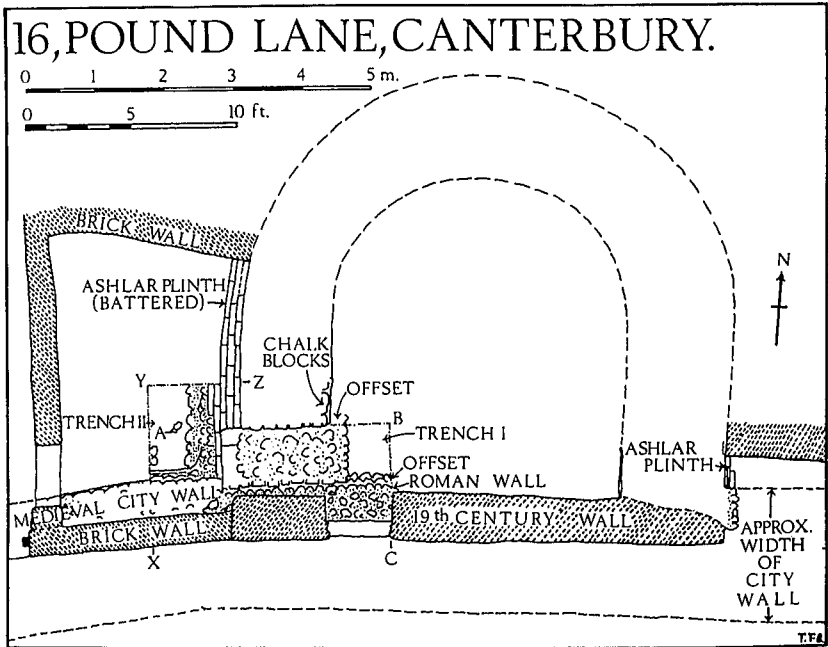 16, POUND LANE, CANTERBURY.
0 1 2 3 4 5 m.
0 5 10 ft.
BRICK WALL
N
ASHLAR PLINTH
(BATTERED)
CHALK
BLOCKS
Y
Z
OFFSET
B
TRENCH II
A
TRENCH I
OFFSET
ROMAN WALL
ASHLAR
PLINTH
MEDIEVAL CITY WALL
19th CENTURY WALL
BRICK WALL
X
C
APPROX.
WIDTH
OF
CITY
WALL